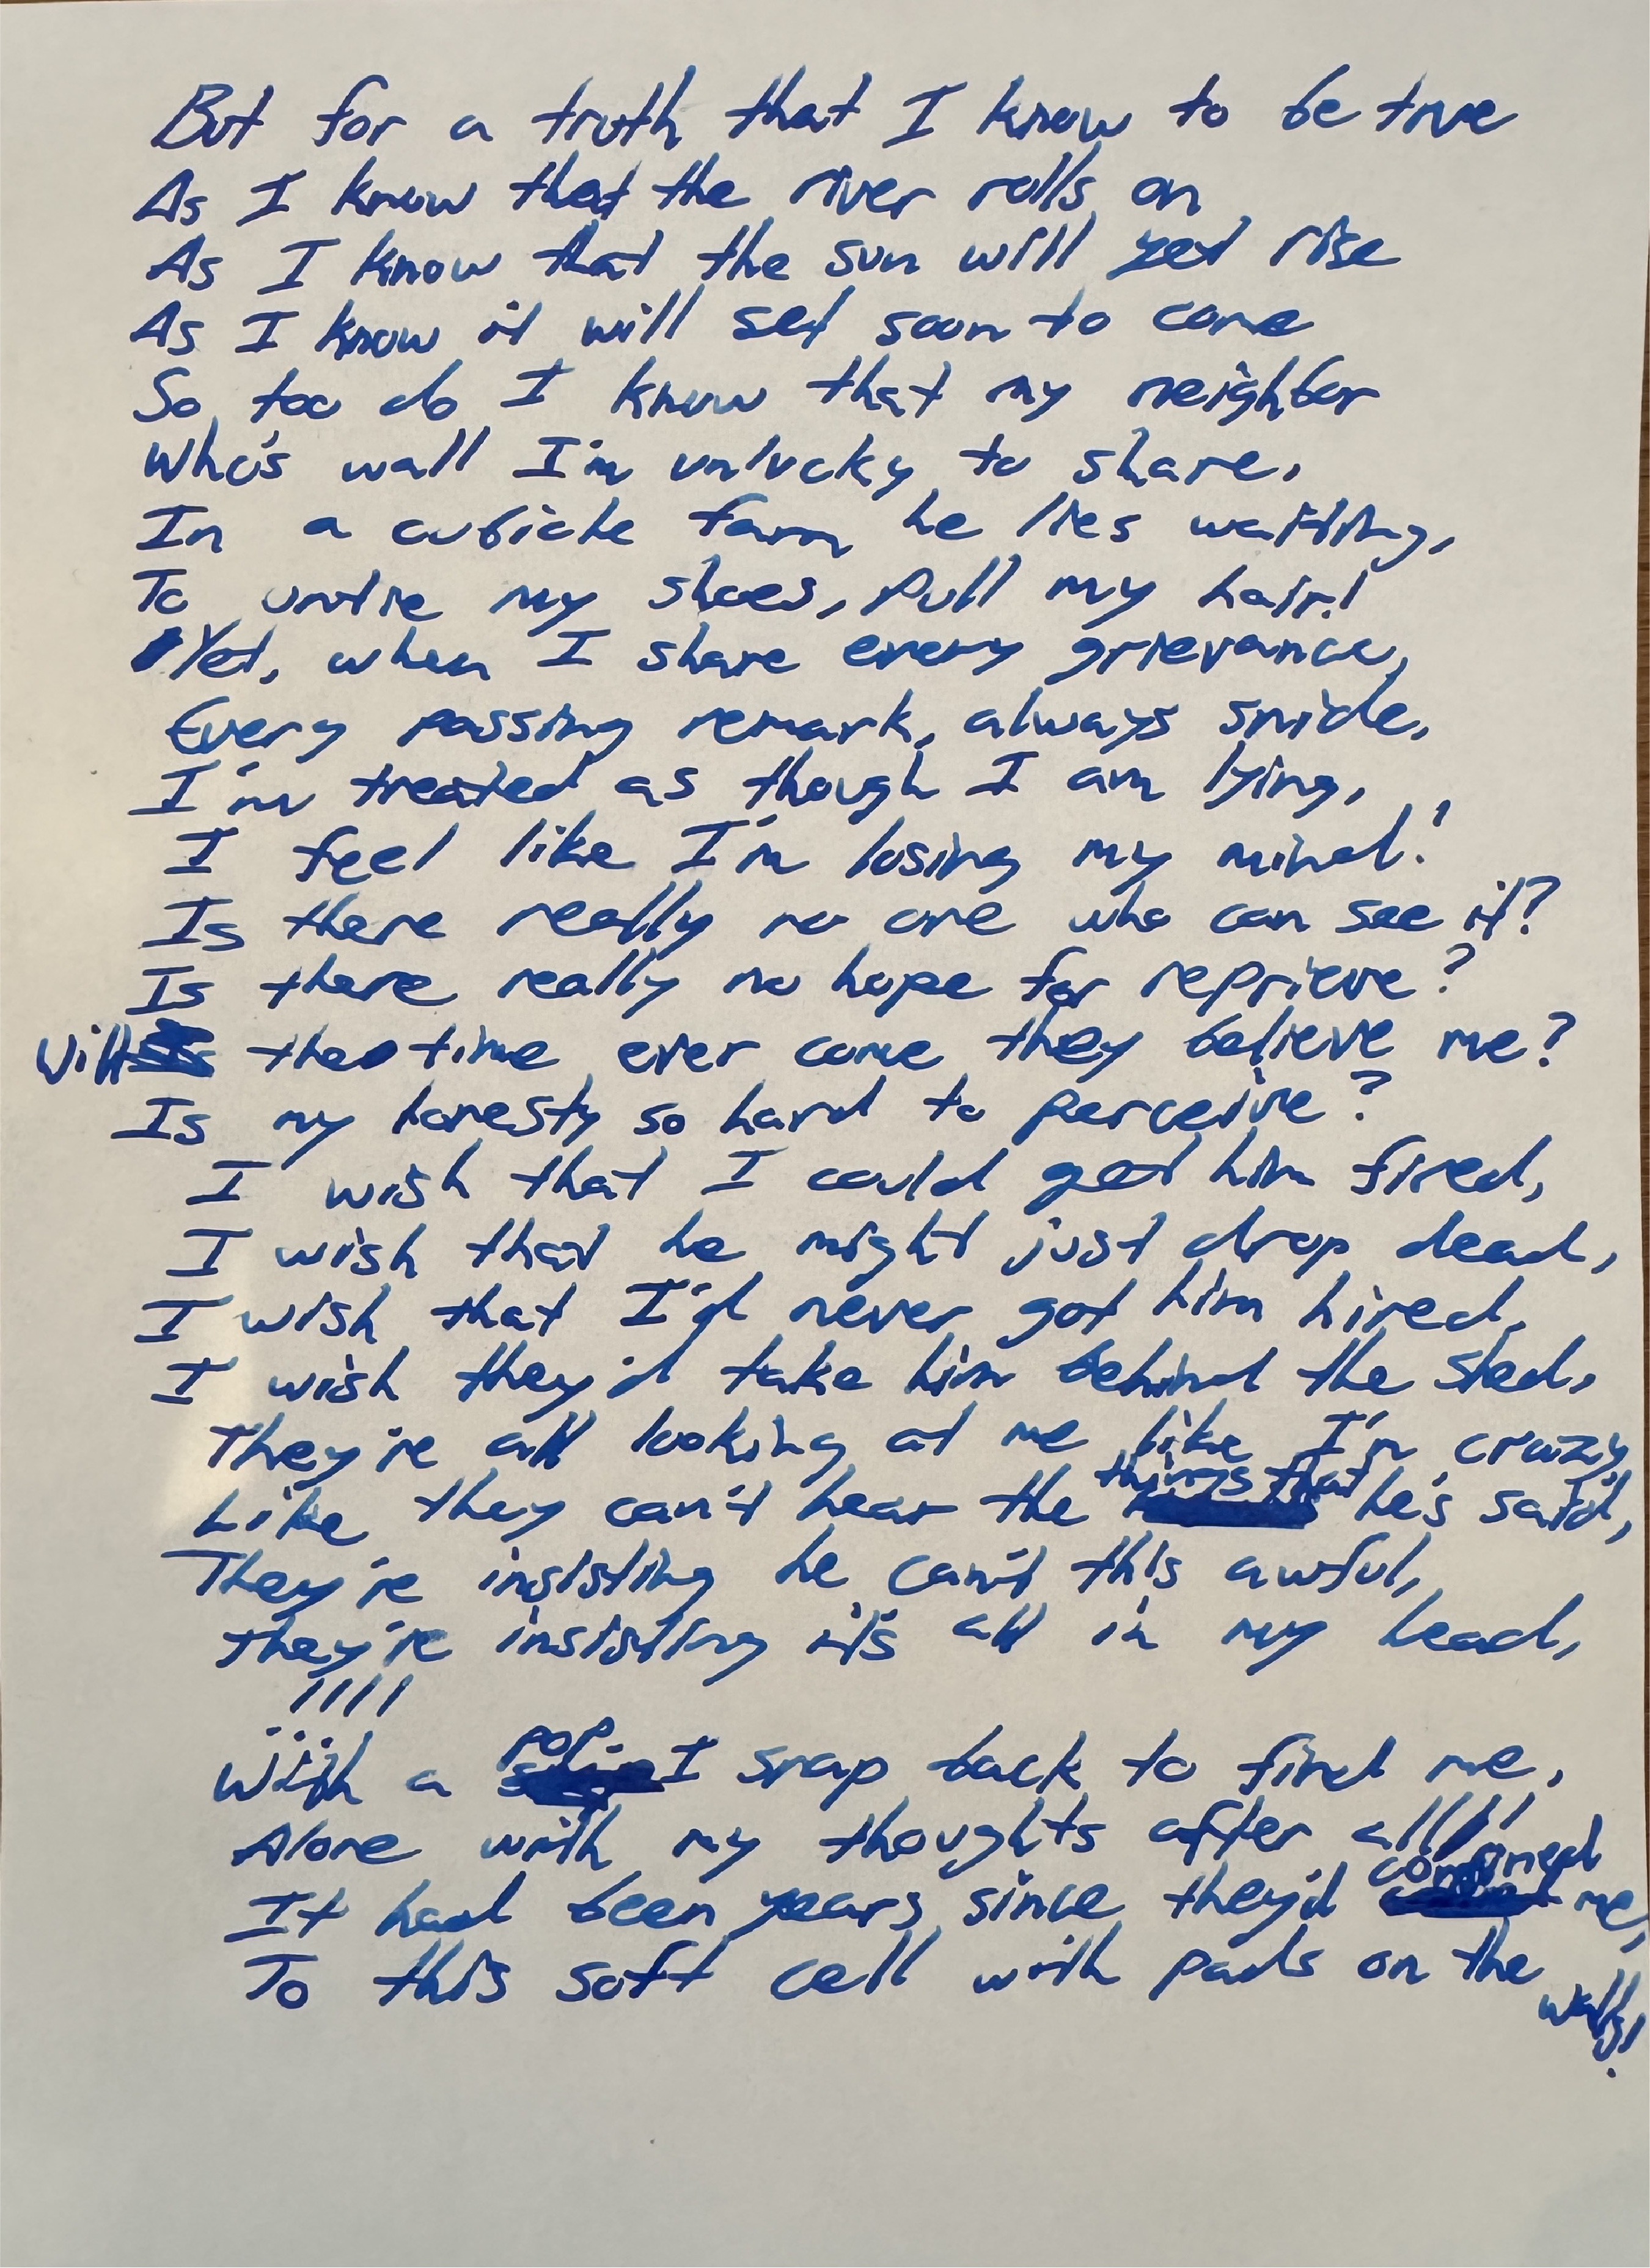 But for a truth that I know to be true
As I know that the river rolls on
As I know that the sun will yet rise
As I know it will set soon to come
So too do I know that my neighbor
Who's wall I'm unlucky to share,
In a cubicle farm he lies waiting,
To untie my shoes, pull my hair!
Yet, when I share every grievance,
Every passing remark, always snide,
I'm treated as though I am lying,
I feel like I'm losing my mind!
Is there really no one who can see it?
Is there really no hope for reprieve?
Will the time ever come they believe me?
Is my honesty so hard to perceive?
I wish that I could get him fired,
I wish that he might just drop dead,
I wish that I'd never got him hired,
I wish they'd take him behind the shed,
They're all looking at me like I'm crazy
Like they can't hear the things that he's said,
They're insisting he can't this awful,
They're insisting it's all in my head,
!!!!
With a pop I snap back to find me,
Alone with my thoughts after all!!!
It had been years since they'd confined me,
To this soft cell with pads on the
walls!